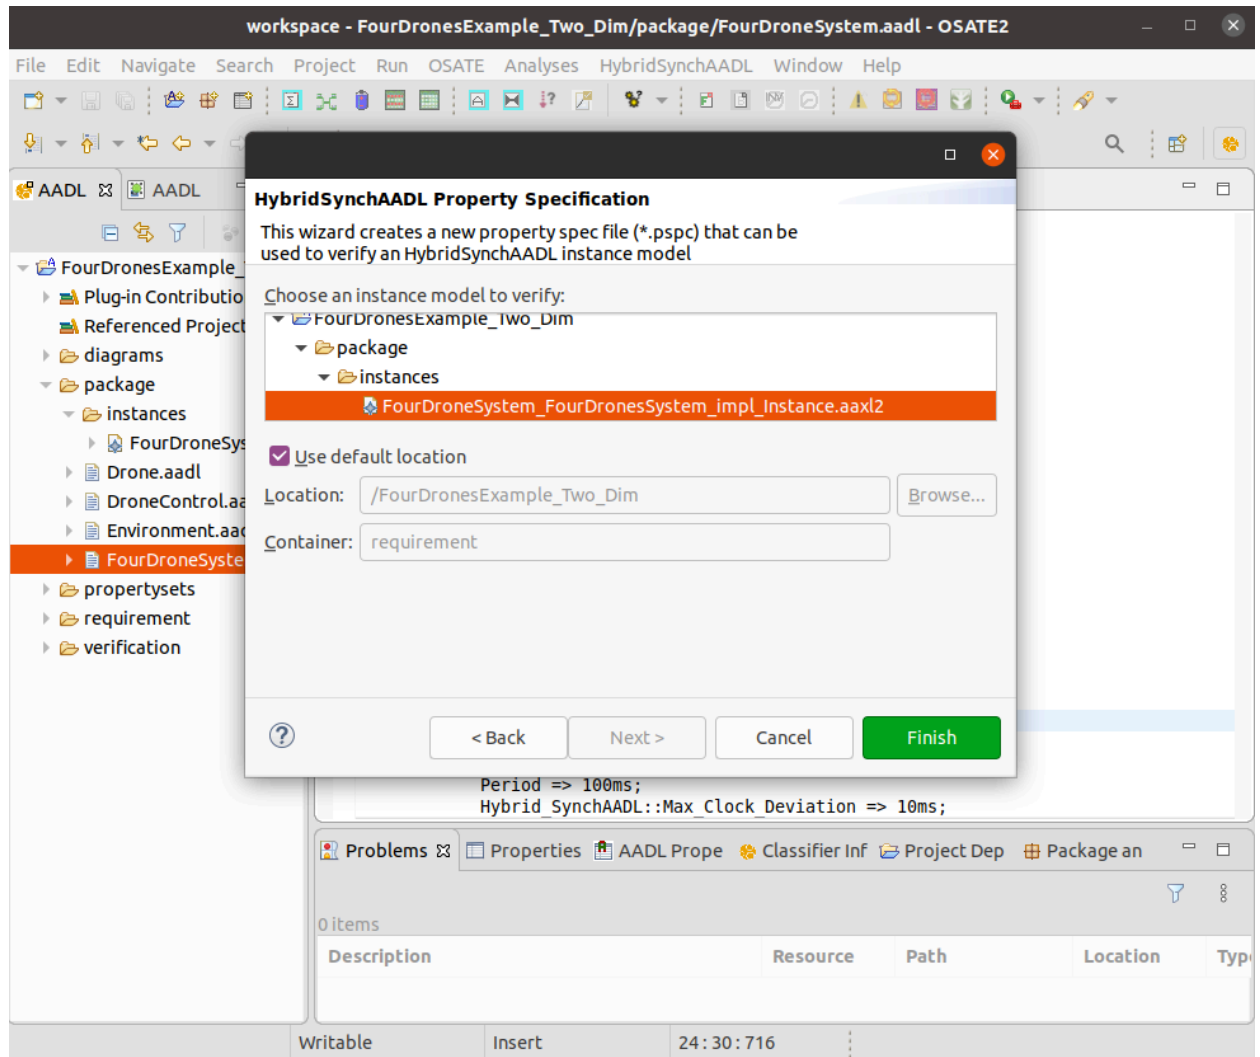 workspace - FourDronesExample_Two_Dim/package/FourDroneSystem.aadl - OSATE2
File Edit Navigate Search Project Run OSATE Analyses HybridSynchAADL Window Help
AADL AADL
FourDronesExample_
Plug-in Contributio
Referenced Project
diagrams
package
instances
FourDroneSys
Drone.aadl
DroneControl.aa
Environment.aad
FourDroneSyste
propertysets
requirement
verification
HybridSynchAADL Property Specification
This wizard creates a new property spec file (*.pspc) that can be
used to verify an HybridSynchAADL instance model
Choose an instance model to verify:
FourDronesExample_Two_Dim
package
instances
FourDroneSystem_FourDronesSystem_impl_Instance.aaxl2
Use default location
Location: /FourDronesExample_Two_Dim Browse...
Container: requirement
< Back Next > Cancel Finish
Period => 100ms;
Hybrid_SynchAADL::Max_Clock_Deviation => 10ms;
Problems Properties AADL Prope Classifier Inf Project Dep Package an
0 items
Description Resource Path Location Typ
Writable Insert 24 : 30 : 716